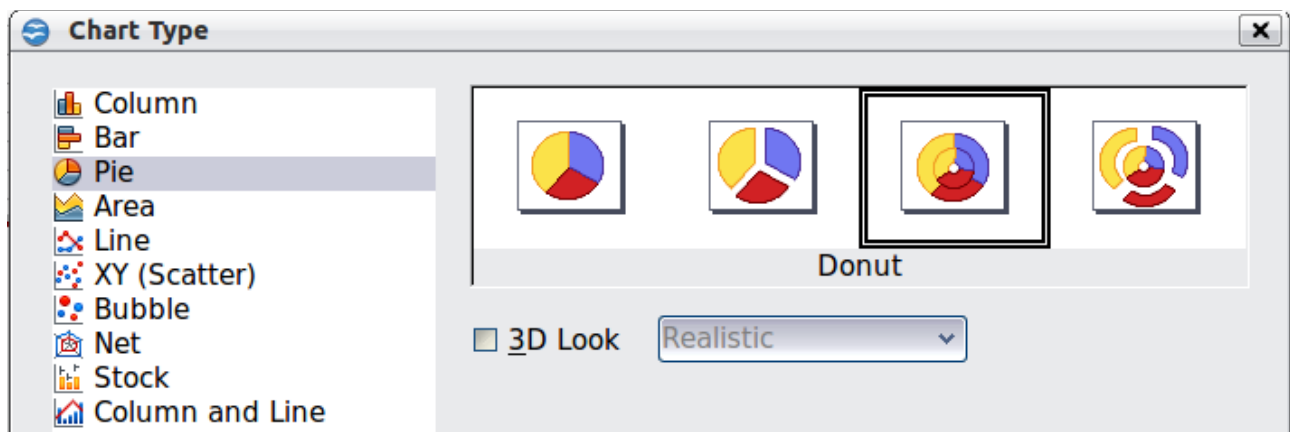 Chart Type
Column
Bar
Pie
Area
Line
XY (Scatter)
Bubble
Net
Stock
Column and Line
Donut
3D Look
Realistic